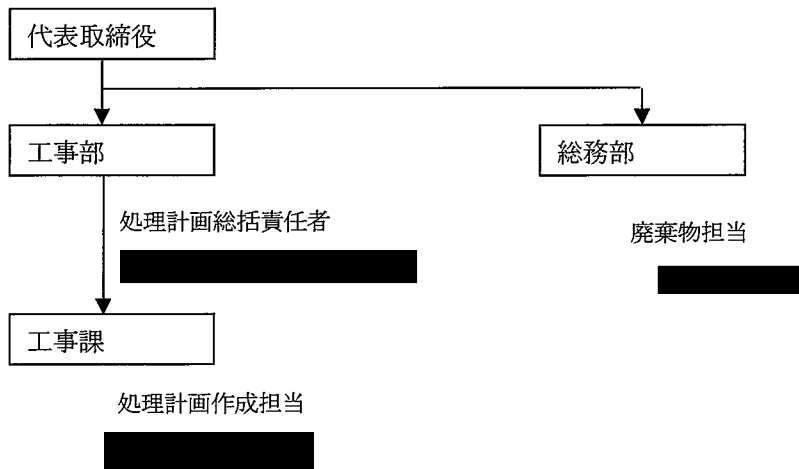 代表取締役
工事部
総務部
処理計画総括責任者
廃棄物担当
工事課
処理計画作成担当